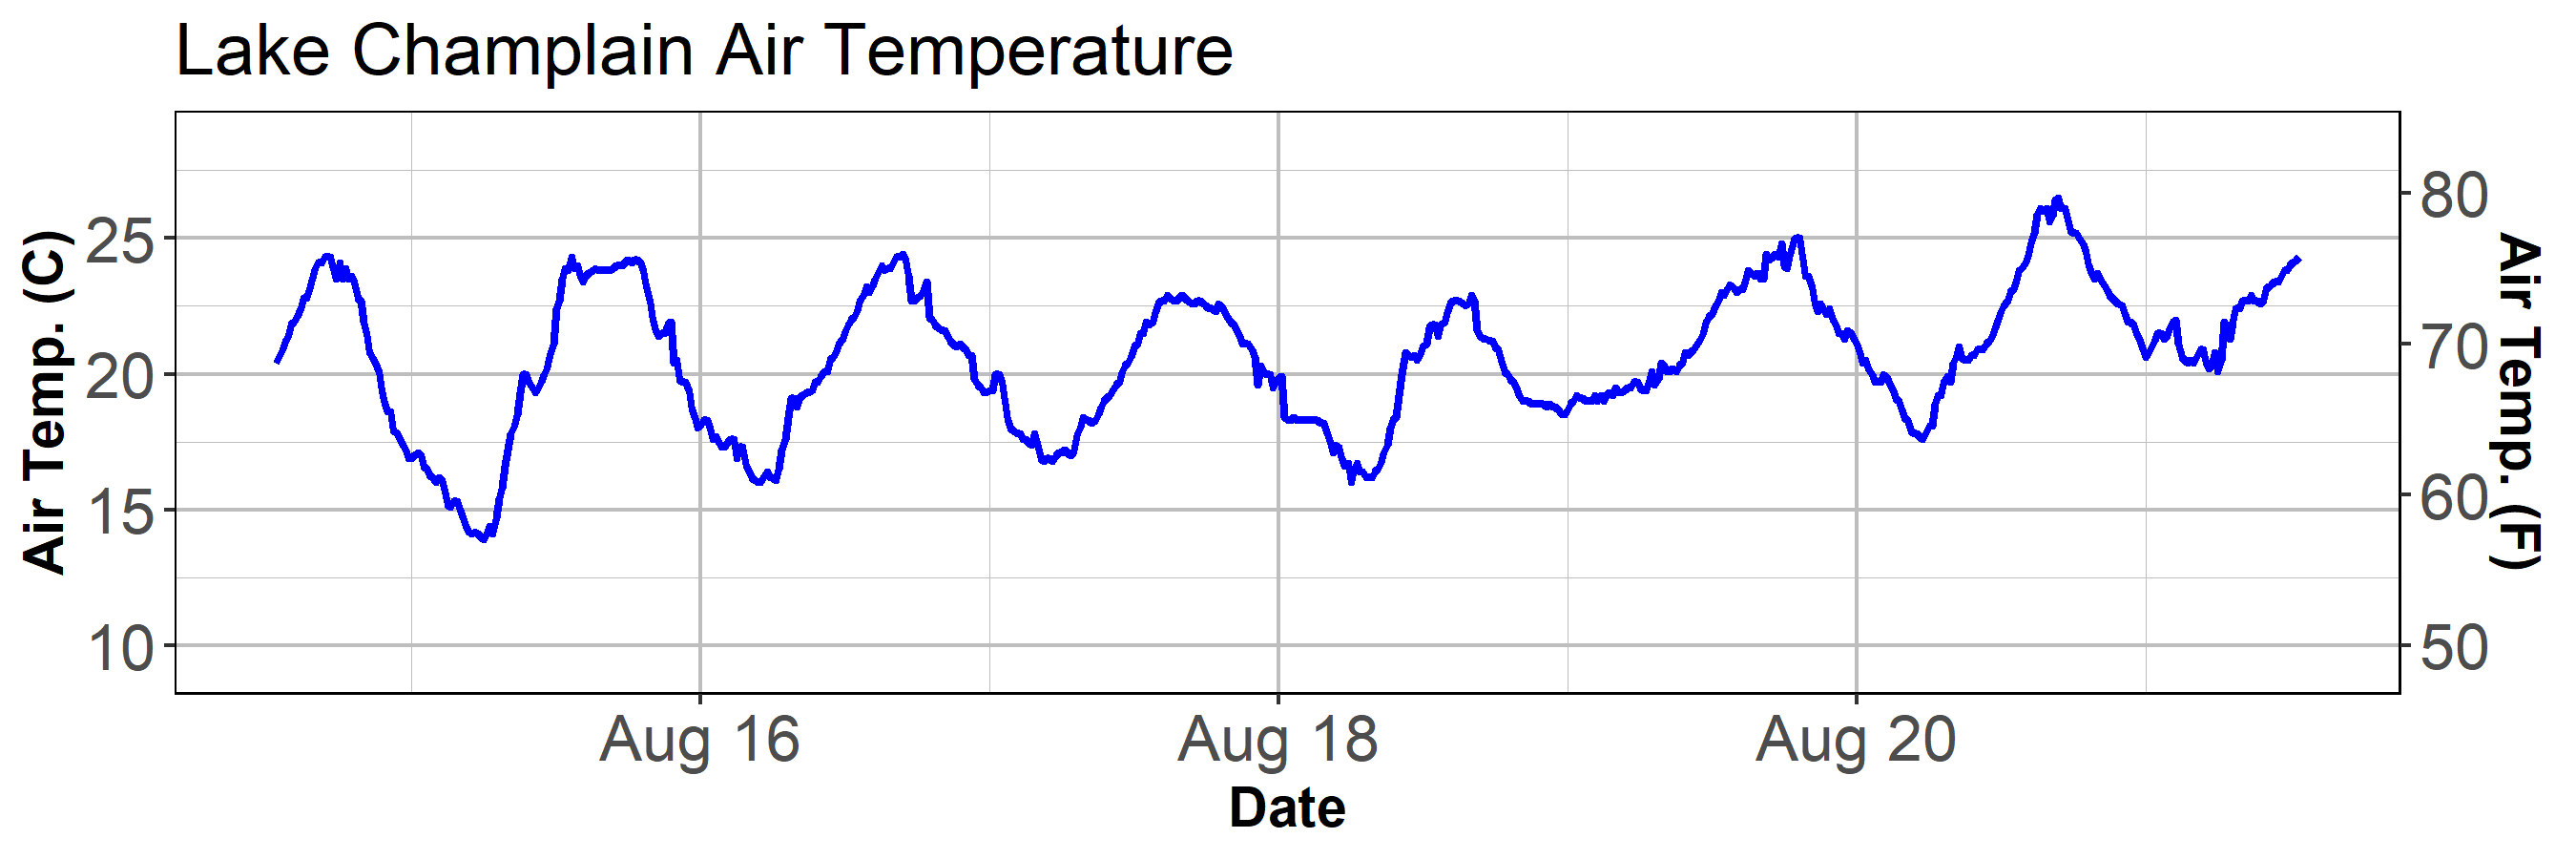 Lake Champlain Air Temperature
Air Temp. (C)
25
20
15
10
80
70
60
50
Air Temp. (F)
Aug 16
Aug 18
Aug 20
Date